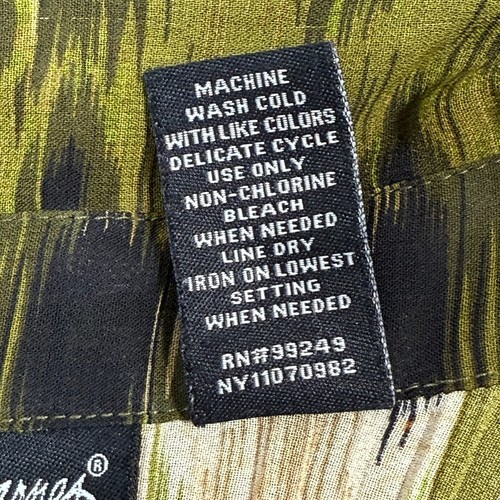 MACHINE
WASH COLD
WITH LIKE COLORS
DELICATE CYCLE
USE ONLY
NON-CHLORINE
BLEACH
WHEN NEEDED
LINE DRY
IRON ON LOWEST
SETTING
WHEN NEEDED
RN#99249
NY11070982
®